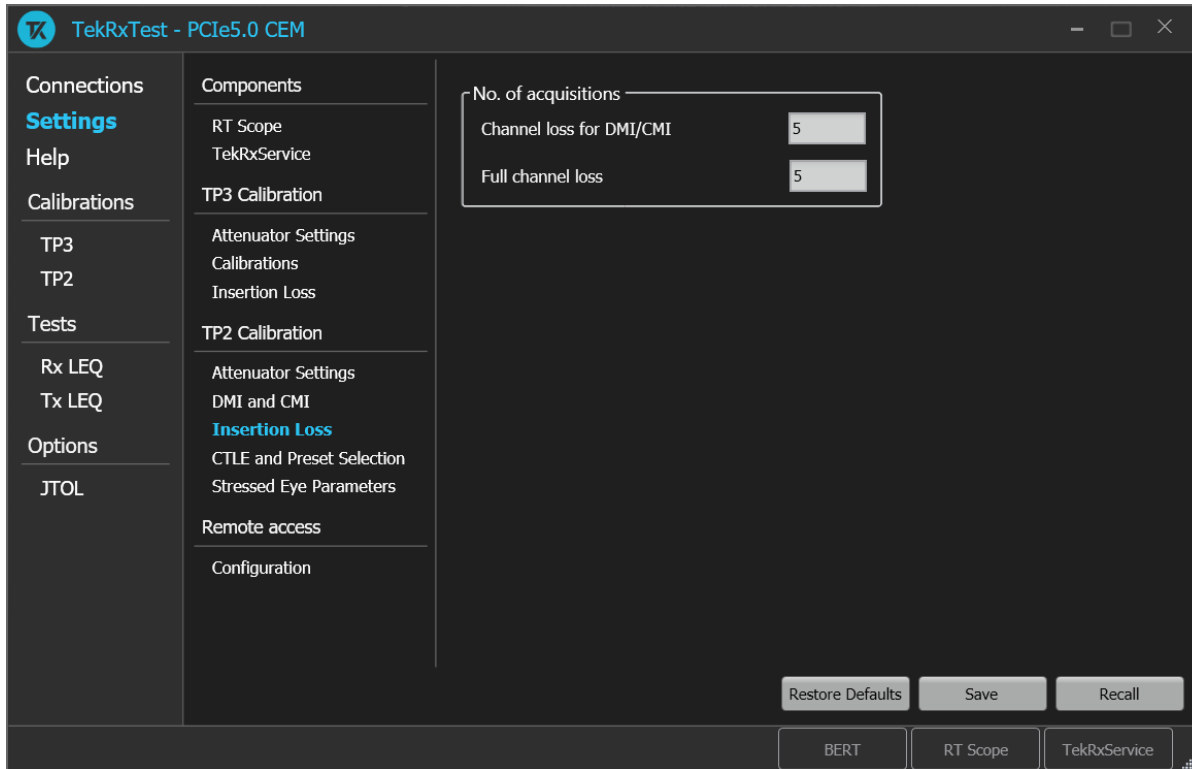 TekRxTest - PCIe5.0 CEM
Connections
Settings
Help
Calibrations
TP3
TP2
Tests
Rx LEQ
Tx LEQ
Options
JTOL
Components
RT Scope
TekRxService
TP3 Calibration
Attenuator Settings
Calibrations
Insertion Loss
TP2 Calibration
Attenuator Settings
DMI and CMI
Insertion Loss
CTLE and Preset Selection
Stressed Eye Parameters
Remote access
Configuration
No. of acquisitions
Channel loss for DMI/CMI 5
Full channel loss 5
Restore Defaults Save Recall
BERT RT Scope TekRxService